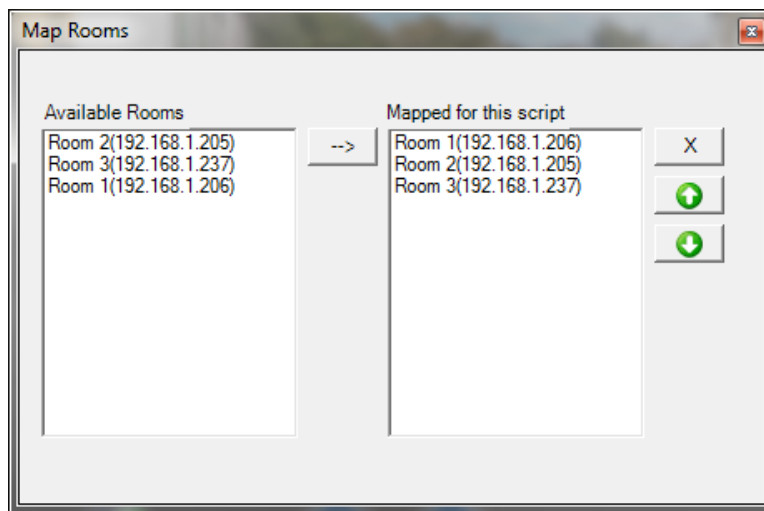 Map Rooms
Available Rooms
Room 2(192.168.1.205)
Room 3(192.168.1.237)
Room 1(192.168.1.206)
-->
Mapped for this script
Room 1(192.168.1.206)
Room 2(192.168.1.205)
Room 3(192.168.1.237)
X